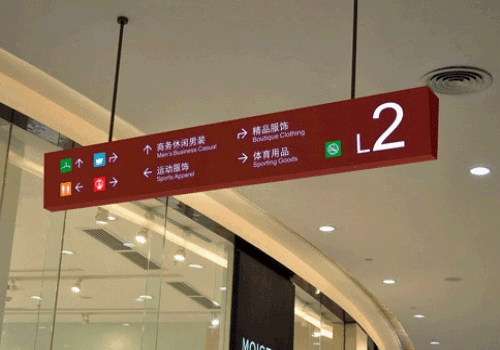 商务休闲男装
Men's Business Casual
运动服饰
Sports Apparel
精品服饰
Boutique Clothing
体育用品
Sporting Goods
L2